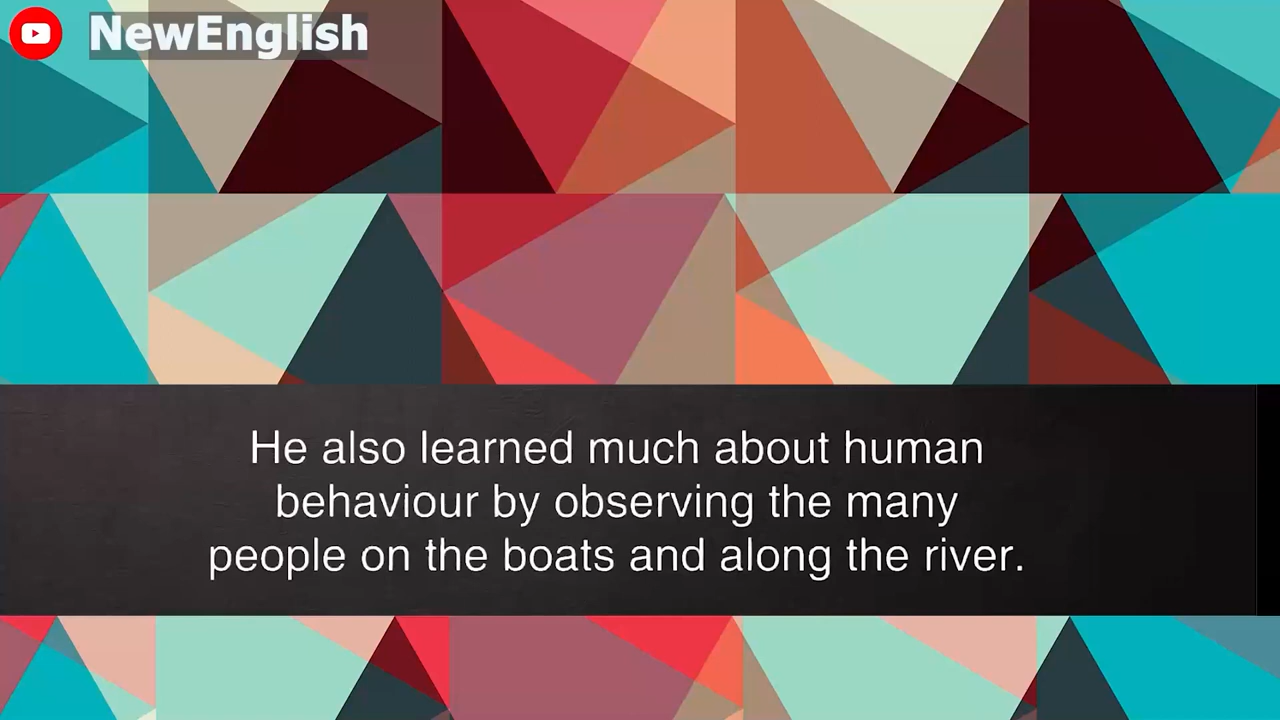 NewEnglish
He also learned much about human
behaviour by observing the many
people on the boats and along the river.